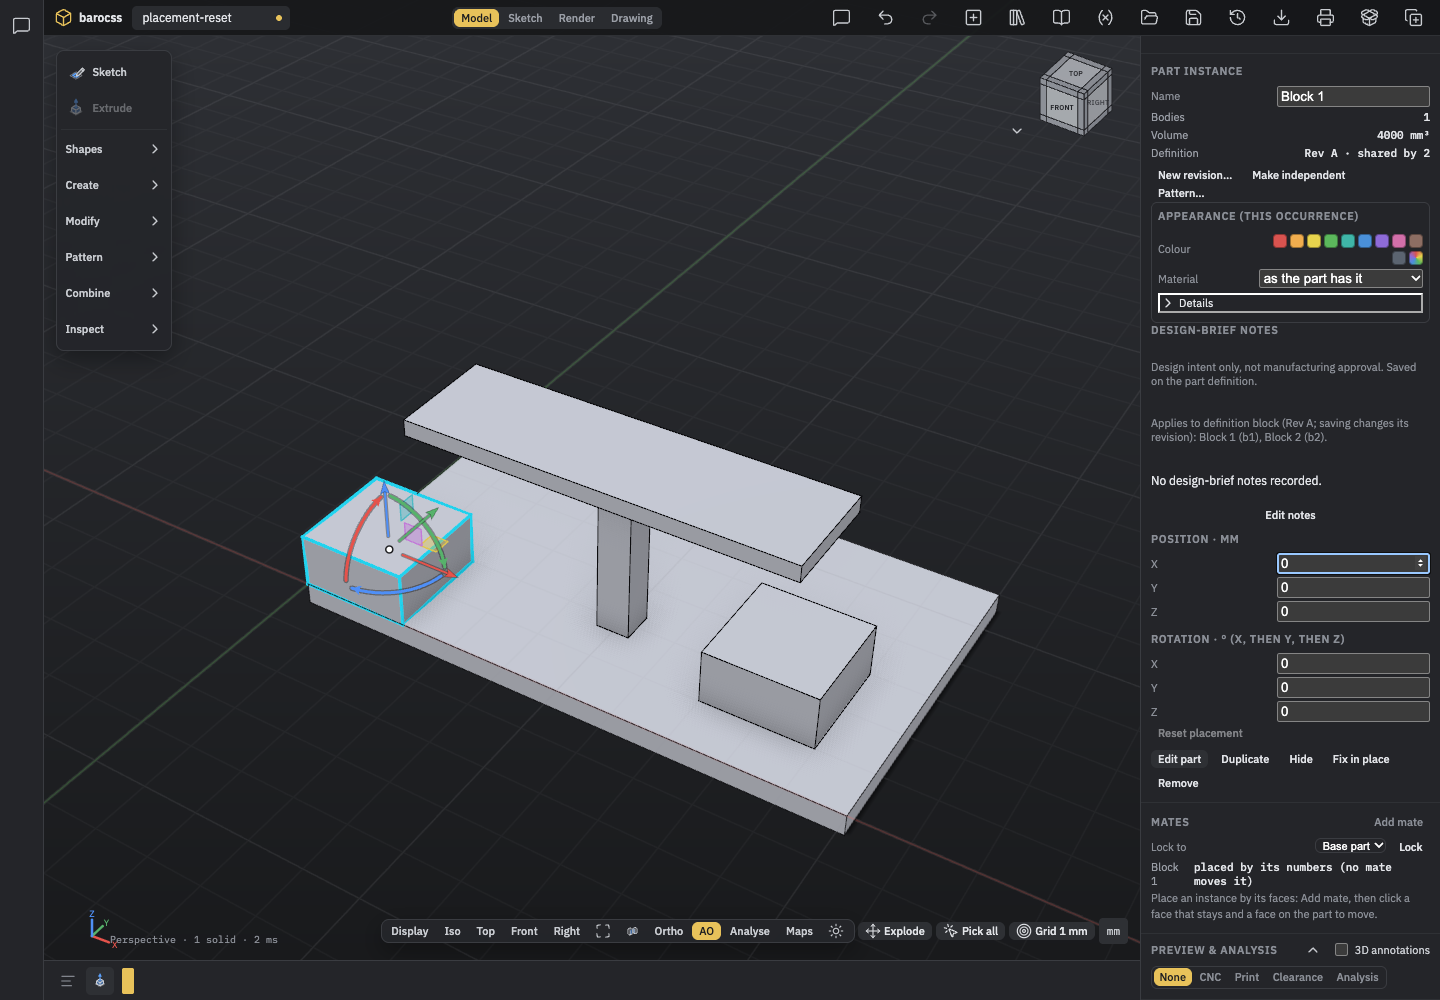 barocss
placement-reset
Model Sketch Render Drawing
Sketch
Extrude
Shapes
Create
Modify
Pattern
Combine
Inspect
TOP
FRONT
RIGHT
PART INSTANCE
Name Block 1
Bodies 1
Volume 4000 mm³
Definition Rev A · shared by 2
New revision... Make independent
Pattern...
APPEARANCE (THIS OCCURRENCE)
Colour
Material as the part has it
Details
DESIGN-BRIEF NOTES
Design intent only, not manufacturing approval. Saved
on the part definition.
Applies to definition block (Rev A; saving changes its
revision): Block 1 (b1), Block 2 (b2).
No design-brief notes recorded.
Edit notes
POSITION · MM
X 0
Y 0
Z 0
ROTATION · ° (X, THEN Y, THEN Z)
X 0
Y 0
Z 0
Reset placement
Edit part Duplicate Hide Fix in place
Remove
MATES Add mate
Lock to Base part Lock
Block 1 placed by its numbers (no mate
moves it)
Place an instance by its faces: Add mate, then click a
face that stays and a face on the part to move.
PREVIEW & ANALYSIS 3D annotations
None CNC Print Clearance Analysis
Z
Y
X
Perspective · 1 solid · 2 ms
Display Iso Top Front Right Ortho AO Analyse Maps Explode Pick all Grid 1 mm mm